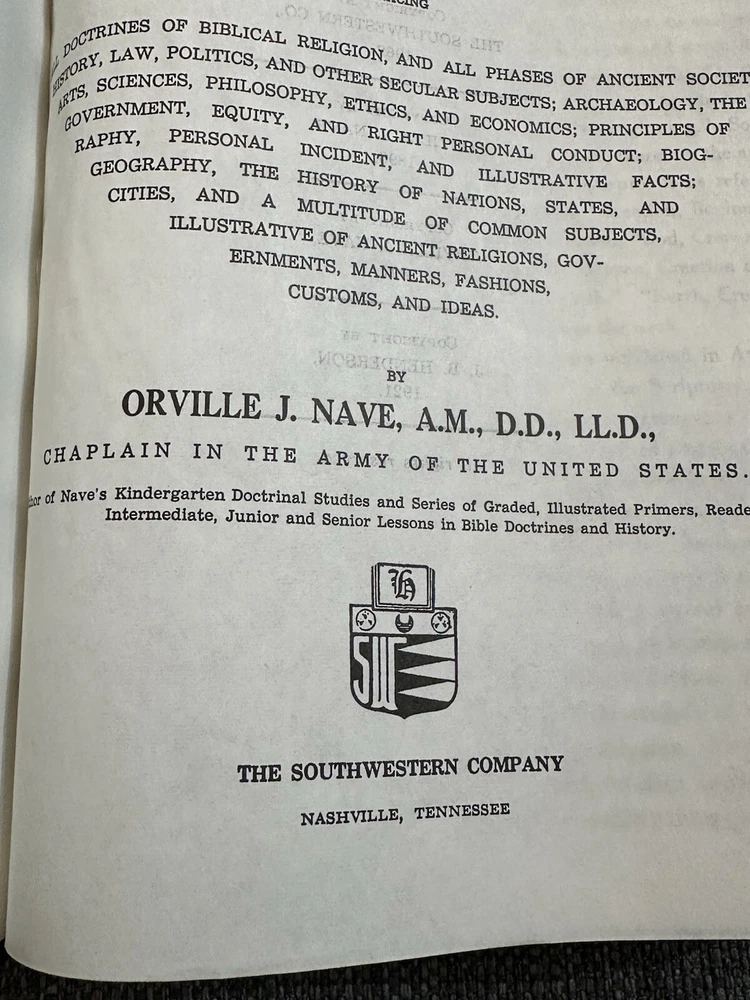 DOCTRINES OF BIBLICAL RELIGION, AND ALL PHASES OF ANCIENT SOCIET
HISTORY, LAW, POLITICS, AND OTHER SECULAR SUBJECTS; ARCHAEOLOGY, THE
ARTS, SCIENCES, PHILOSOPHY, ETHICS, AND ECONOMICS; PRINCIPLES OF
GOVERNMENT, EQUITY, AND RIGHT PERSONAL CONDUCT; BIOG-
RAPHY, PERSONAL INCIDENT, AND ILLUSTRATIVE FACTS;
GEOGRAPHY, THE HISTORY OF NATIONS, STATES, AND
CITIES, AND A MULTITUDE OF COMMON SUBJECTS,
ILLUSTRATIVE OF ANCIENT RELIGIONS, GOV-
ERNMENTS, MANNERS, FASHIONS,
CUSTOMS, AND IDEAS.
BY
ORVILLE J. NAVE, A.M., D.D., LL.D.,
CHAPLAIN IN THE ARMY OF THE UNITED STATES.
of Nave's Kindergarten Doctrinal Studies and Series of Graded, Illustrated Primers, Reade
Intermediate, Junior and Senior Lessons in Bible Doctrines and History.
H
SW
THE SOUTHWESTERN COMPANY
NASHVILLE, TENNESSEE